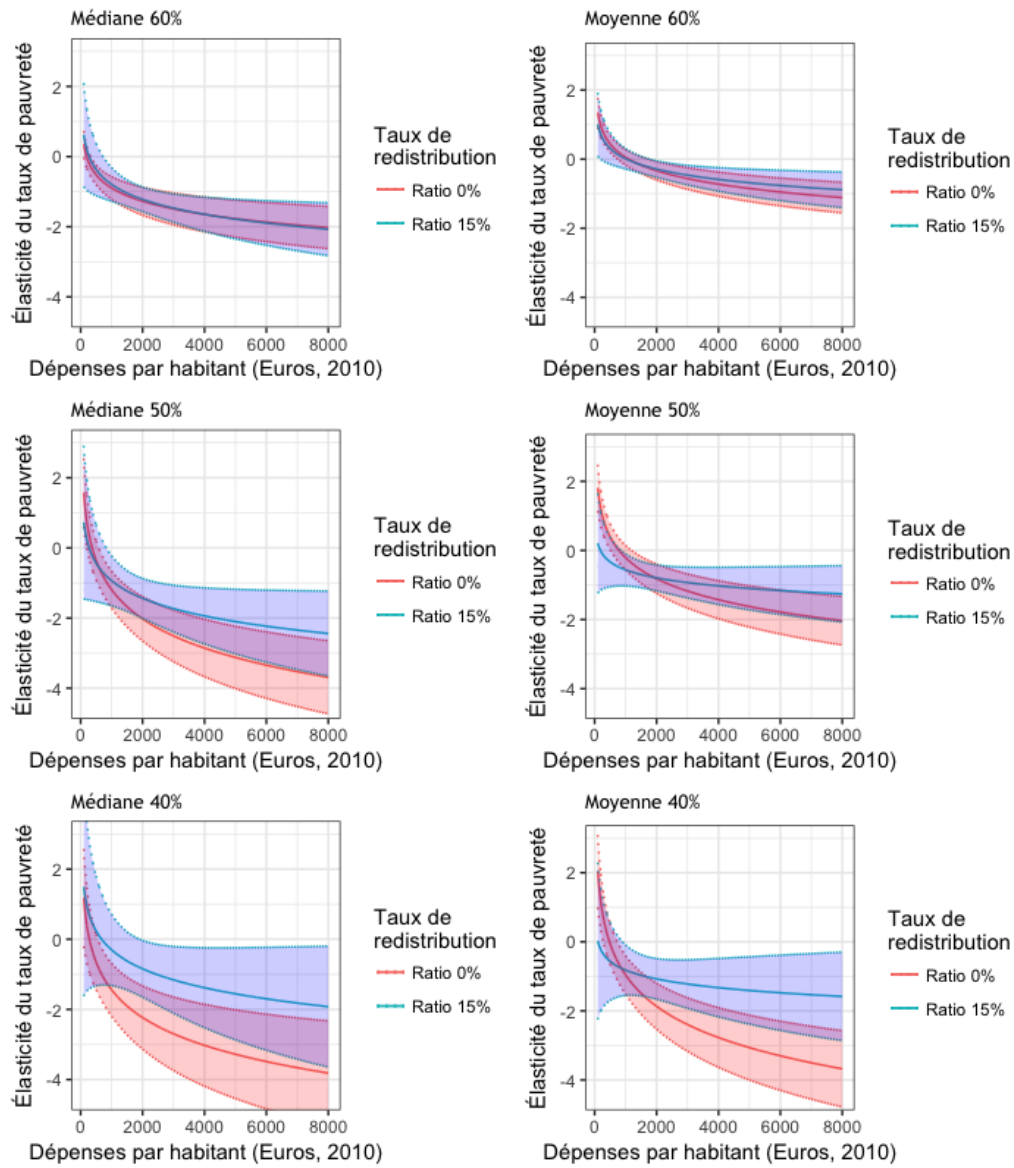 Médiane 60%
Élasticité du taux de pauvreté
2
0
-2
-4
0 2000 4000 6000 8000
Dépenses par habitant (Euros, 2010)
Taux de
redistribution
Ratio 0%
Ratio 15%
Moyenne 60%
Élasticité du taux de pauvreté
2
0
-2
-4
0 2000 4000 6000 8000
Dépenses par habitant (Euros, 2010)
Taux de
redistribution
Ratio 0%
Ratio 15%
Médiane 50%
Élasticité du taux de pauvreté
2
0
-2
-4
0 2000 4000 6000 8000
Dépenses par habitant (Euros, 2010)
Taux de
redistribution
Ratio 0%
Ratio 15%
Moyenne 50%
Élasticité du taux de pauvreté
2
0
-2
-4
0 2000 4000 6000 8000
Dépenses par habitant (Euros, 2010)
Taux de
redistribution
Ratio 0%
Ratio 15%
Médiane 40%
Élasticité du taux de pauvreté
2
0
-2
-4
0 2000 4000 6000 8000
Dépenses par habitant (Euros, 2010)
Taux de
redistribution
Ratio 0%
Ratio 15%
Moyenne 40%
Élasticité du taux de pauvreté
2
0
-2
-4
0 2000 4000 6000 8000
Dépenses par habitant (Euros, 2010)
Taux de
redistribution
Ratio 0%
Ratio 15%